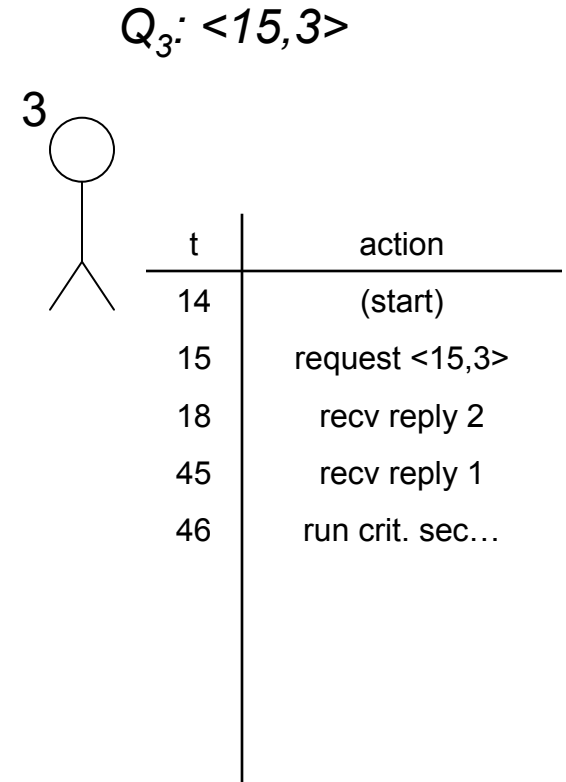 Q₃: <15,3>
3
t action
14 (start)
15 request <15,3>
18 recv reply 2
45 recv reply 1
46 run crit. sec…